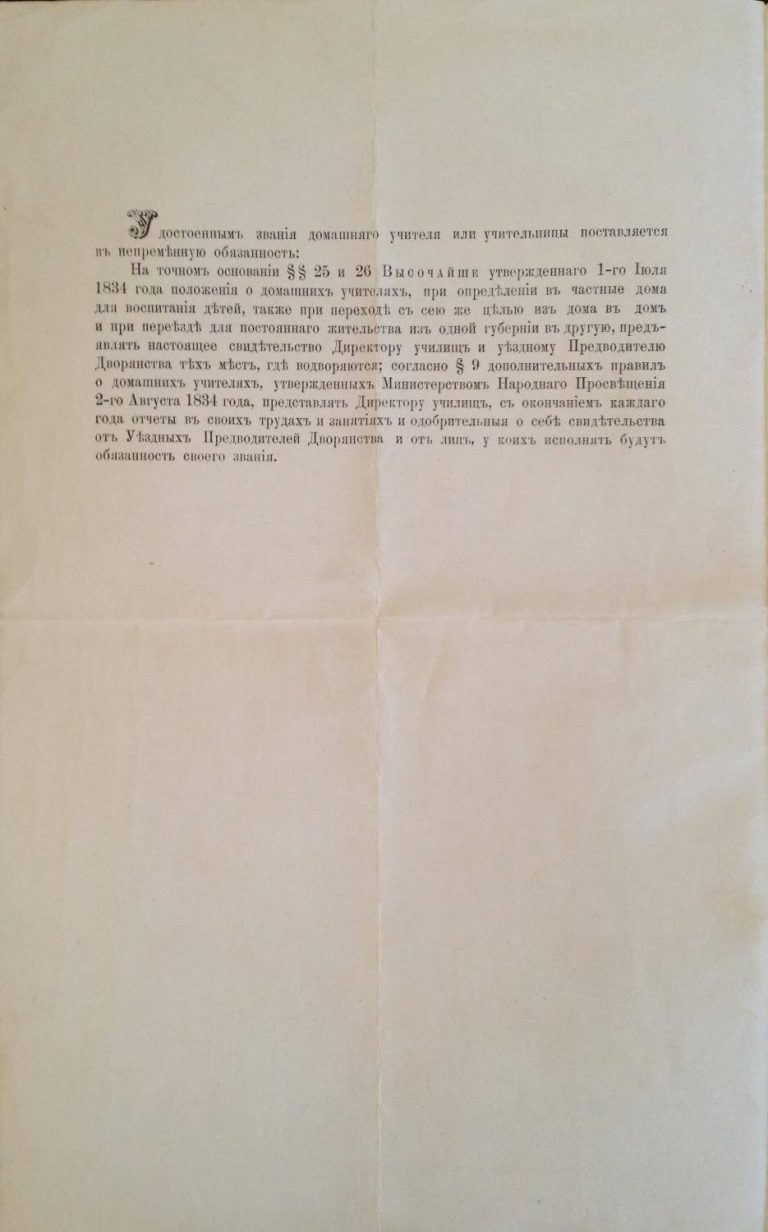 Удостоеннымъ званія домашняго учителя или учительницы поставляется
въ непремѣнную обязанность:
На точномъ основаніи §§ 25 и 26 Высочайше утвержденнаго 1-го Іюля
1834 года положенія о домашнихъ учителяхъ, при опредѣленіи въ частные дома
для воспитанія дѣтей, также при переходѣ съ сею же цѣлью изъ дома въ домъ
и при переѣздѣ для постояннаго жительства изъ одной губерніи въ другую, предъ-
являть настоящее свидѣтельство Директору училищъ и уѣздному Предводителю
Дворянства тѣхъ мѣстъ, гдѣ водворяются; согласно § 9 дополнительныхъ правилъ
о домашнихъ учителяхъ, утвержденныхъ Министерствомъ Народнаго Просвѣщенія
2-го Августа 1834 года, представлять Директору училищъ, съ окончаніемъ каждаго
года отчеты въ своихъ трудахъ и занятіяхъ и одобрительныя о себѣ свидѣтельства
отъ Уѣздныхъ Предводителей Дворянства и отъ лицъ, у коихъ исполнять будутъ
обязанность своего званія.